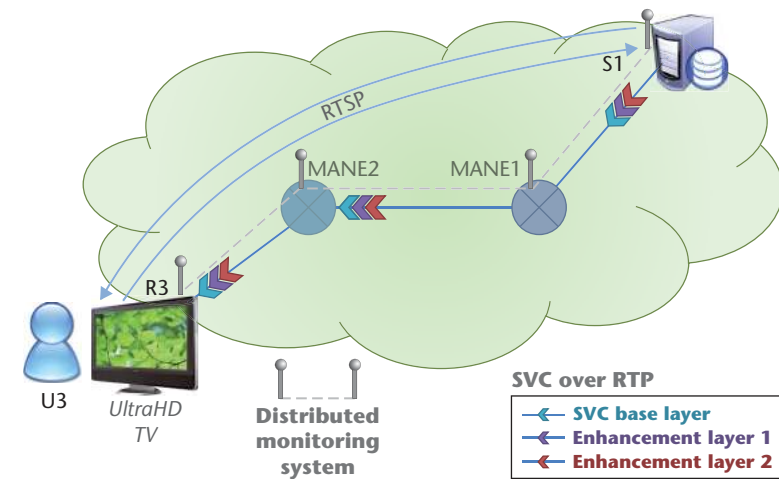 S1
RTSP
MANE2
MANE1
R3
U3
UltraHD
TV
Distributed
monitoring
system
SVC over RTP
SVC base layer
Enhancement layer 1
Enhancement layer 2